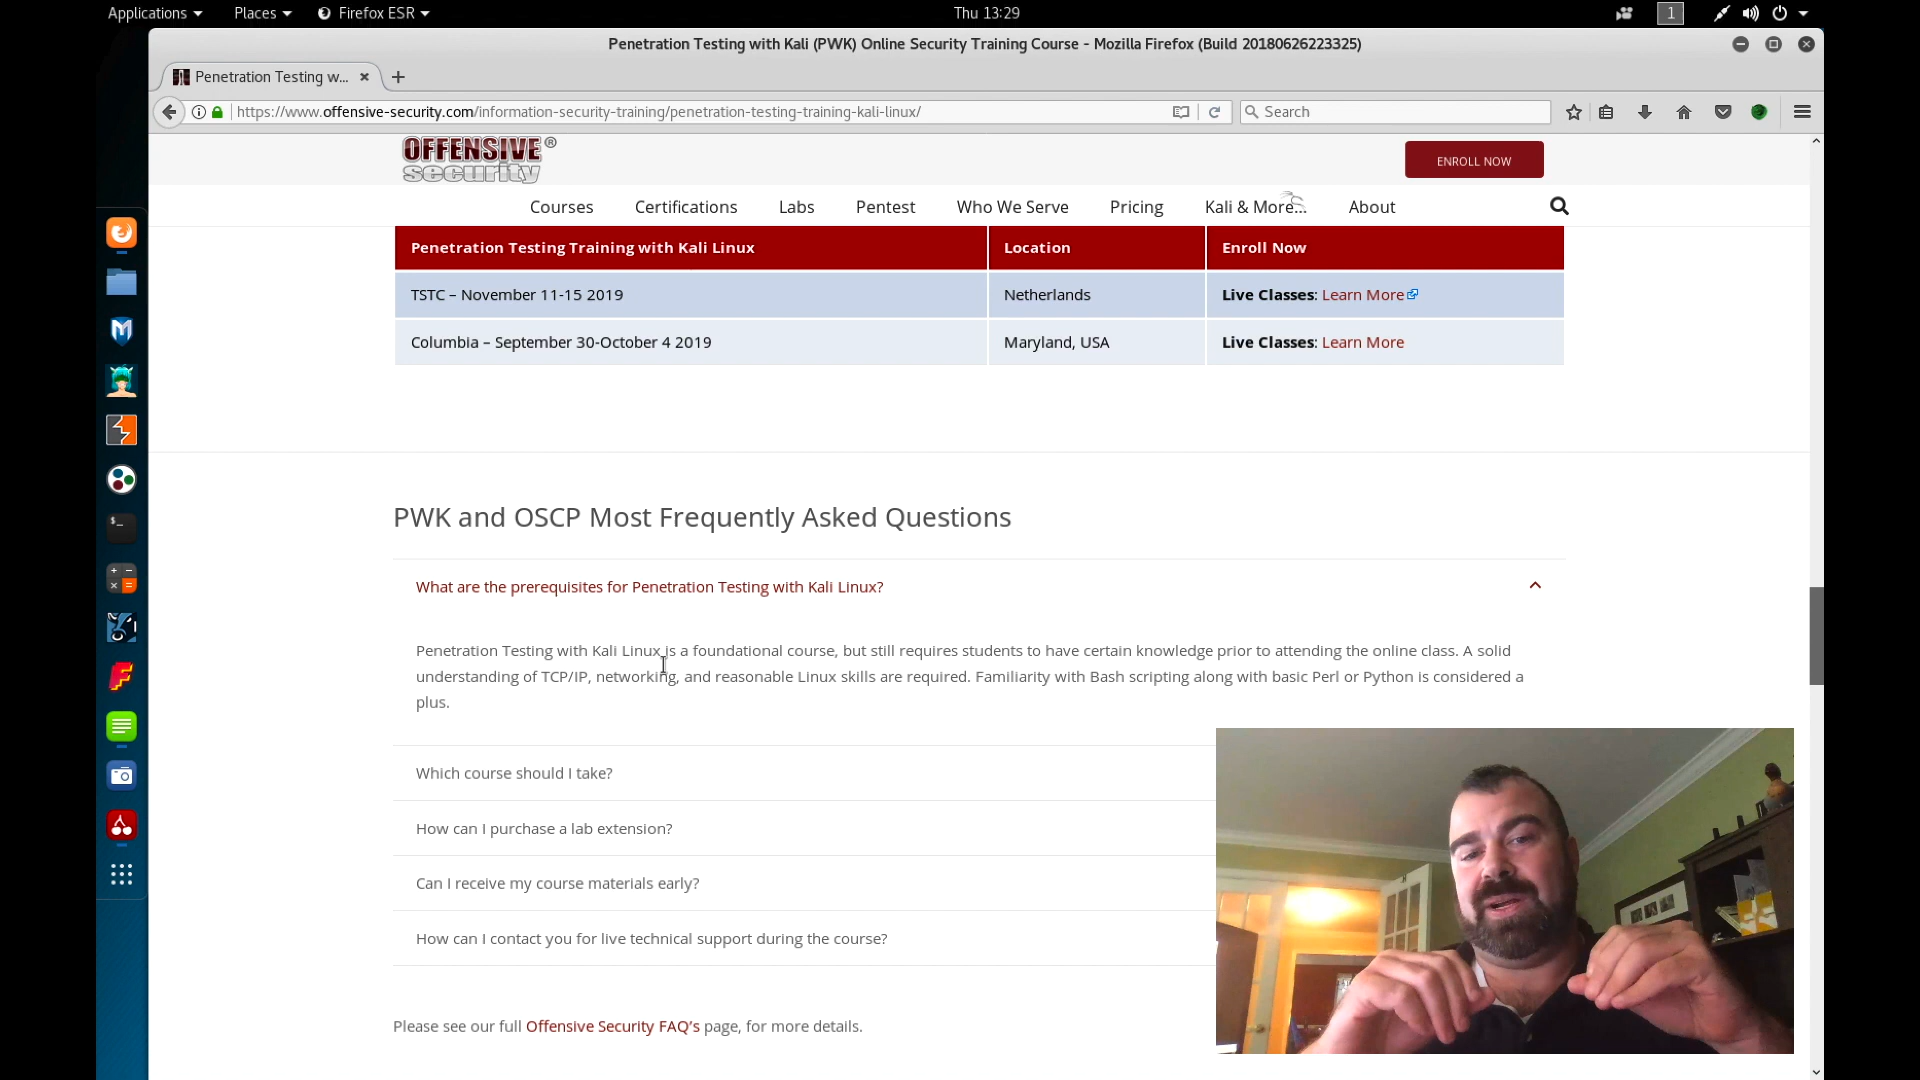 Applications Places Firefox ESR Thu 13:29 1
Penetration Testing with Kali (PWK) Online Security Training Course - Mozilla Firefox (Build 20180626223325)
Penetration Testing w...
https://www.offensive-security.com/information-security-training/penetration-testing-training-kali-linux/ Search
OFFENSIVE®
security
ENROLL NOW
Courses Certifications Labs Pentest Who We Serve Pricing Kali & More... About
Penetration Testing Training with Kali Linux Location Enroll Now
TSTC – November 11-15 2019 Netherlands Live Classes: Learn More
Columbia – September 30-October 4 2019 Maryland, USA Live Classes: Learn More
PWK and OSCP Most Frequently Asked Questions
What are the prerequisites for Penetration Testing with Kali Linux?
Penetration Testing with Kali Linux is a foundational course, but still requires students to have certain knowledge prior to attending the online class. A solid
understanding of TCP/IP, networking, and reasonable Linux skills are required. Familiarity with Bash scripting along with basic Perl or Python is considered a
plus.
Which course should I take?
How can I purchase a lab extension?
Can I receive my course materials early?
How can I contact you for live technical support during the course?
Please see our full Offensive Security FAQ's page, for more details.